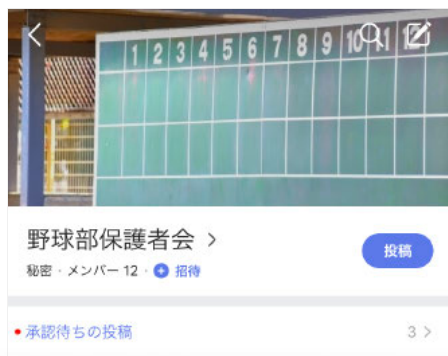 1 2 3 4 5 6 7 8 9 10 11 12
野球部保護者会 >
秘密・メンバー 12・招待
投稿
承認待ちの投稿 3 >